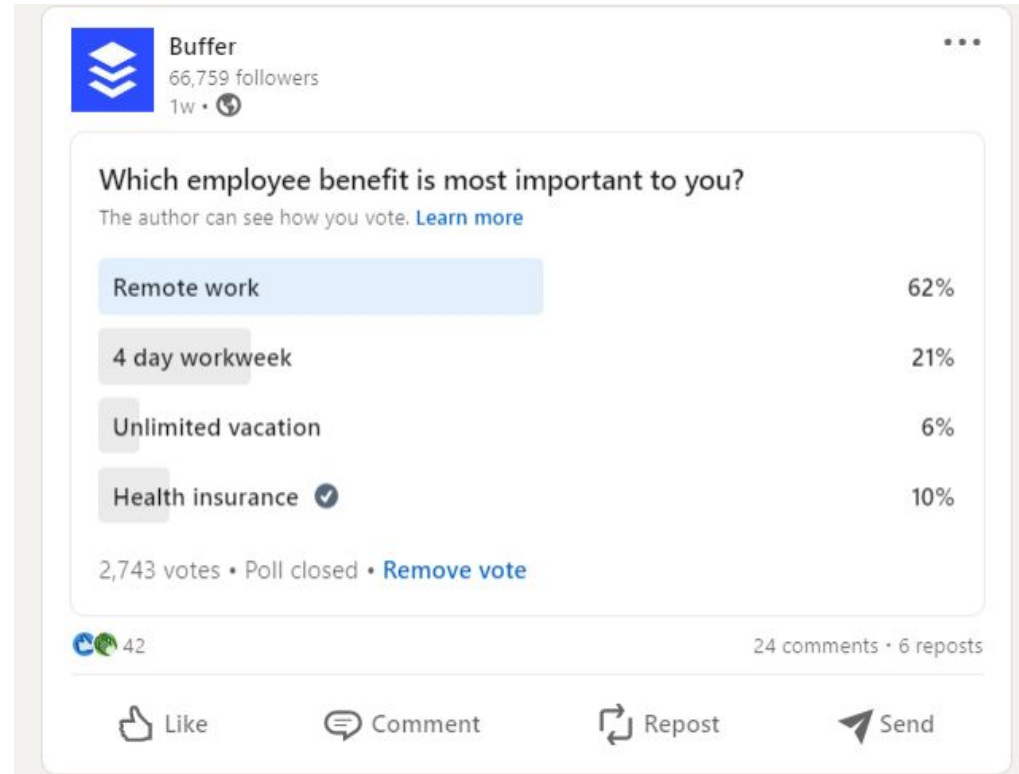 Buffer
66,759 followers
1w •
Which employee benefit is most important to you?
The author can see how you vote. Learn more
Remote work 62%
4 day workweek 21%
Unlimited vacation 6%
Health insurance 10%
2,743 votes • Poll closed • Remove vote
42 24 comments • 6 reposts
Like Comment Repost Send